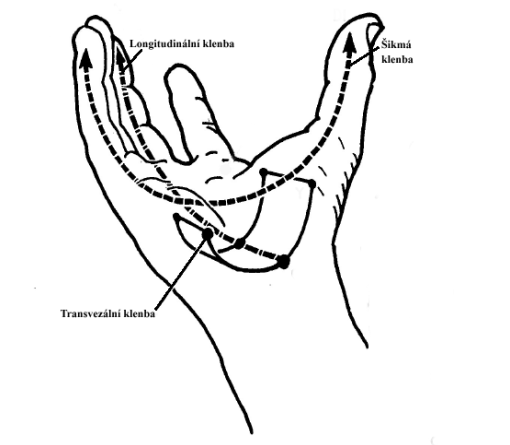 Longitudinální klenba
Šikmá
klenba
Transvezální klenba